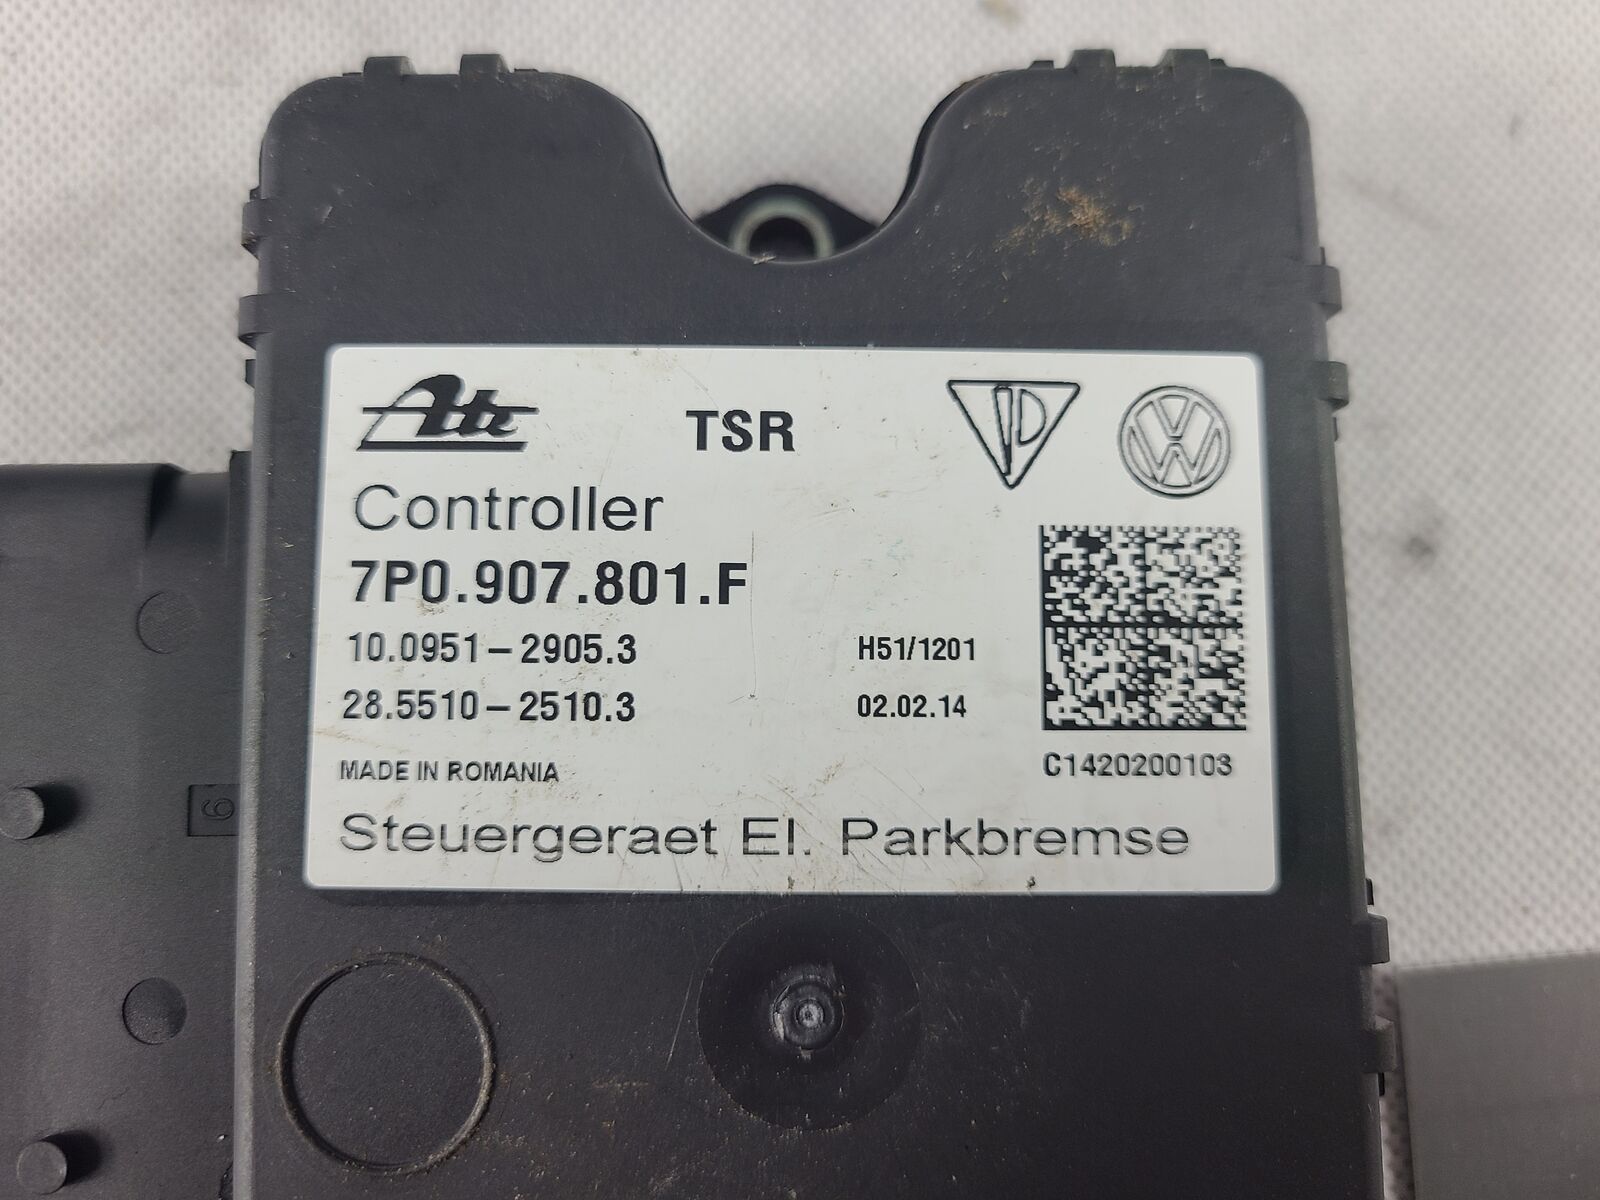 Ate TSR
Controller
7P0.907.801.F
10.0951-2905.3 H51/1201
28.5510-2510.3 02.02.14
MADE IN ROMANIA C1420200103
Steuergeraet El. Parkbremse
6